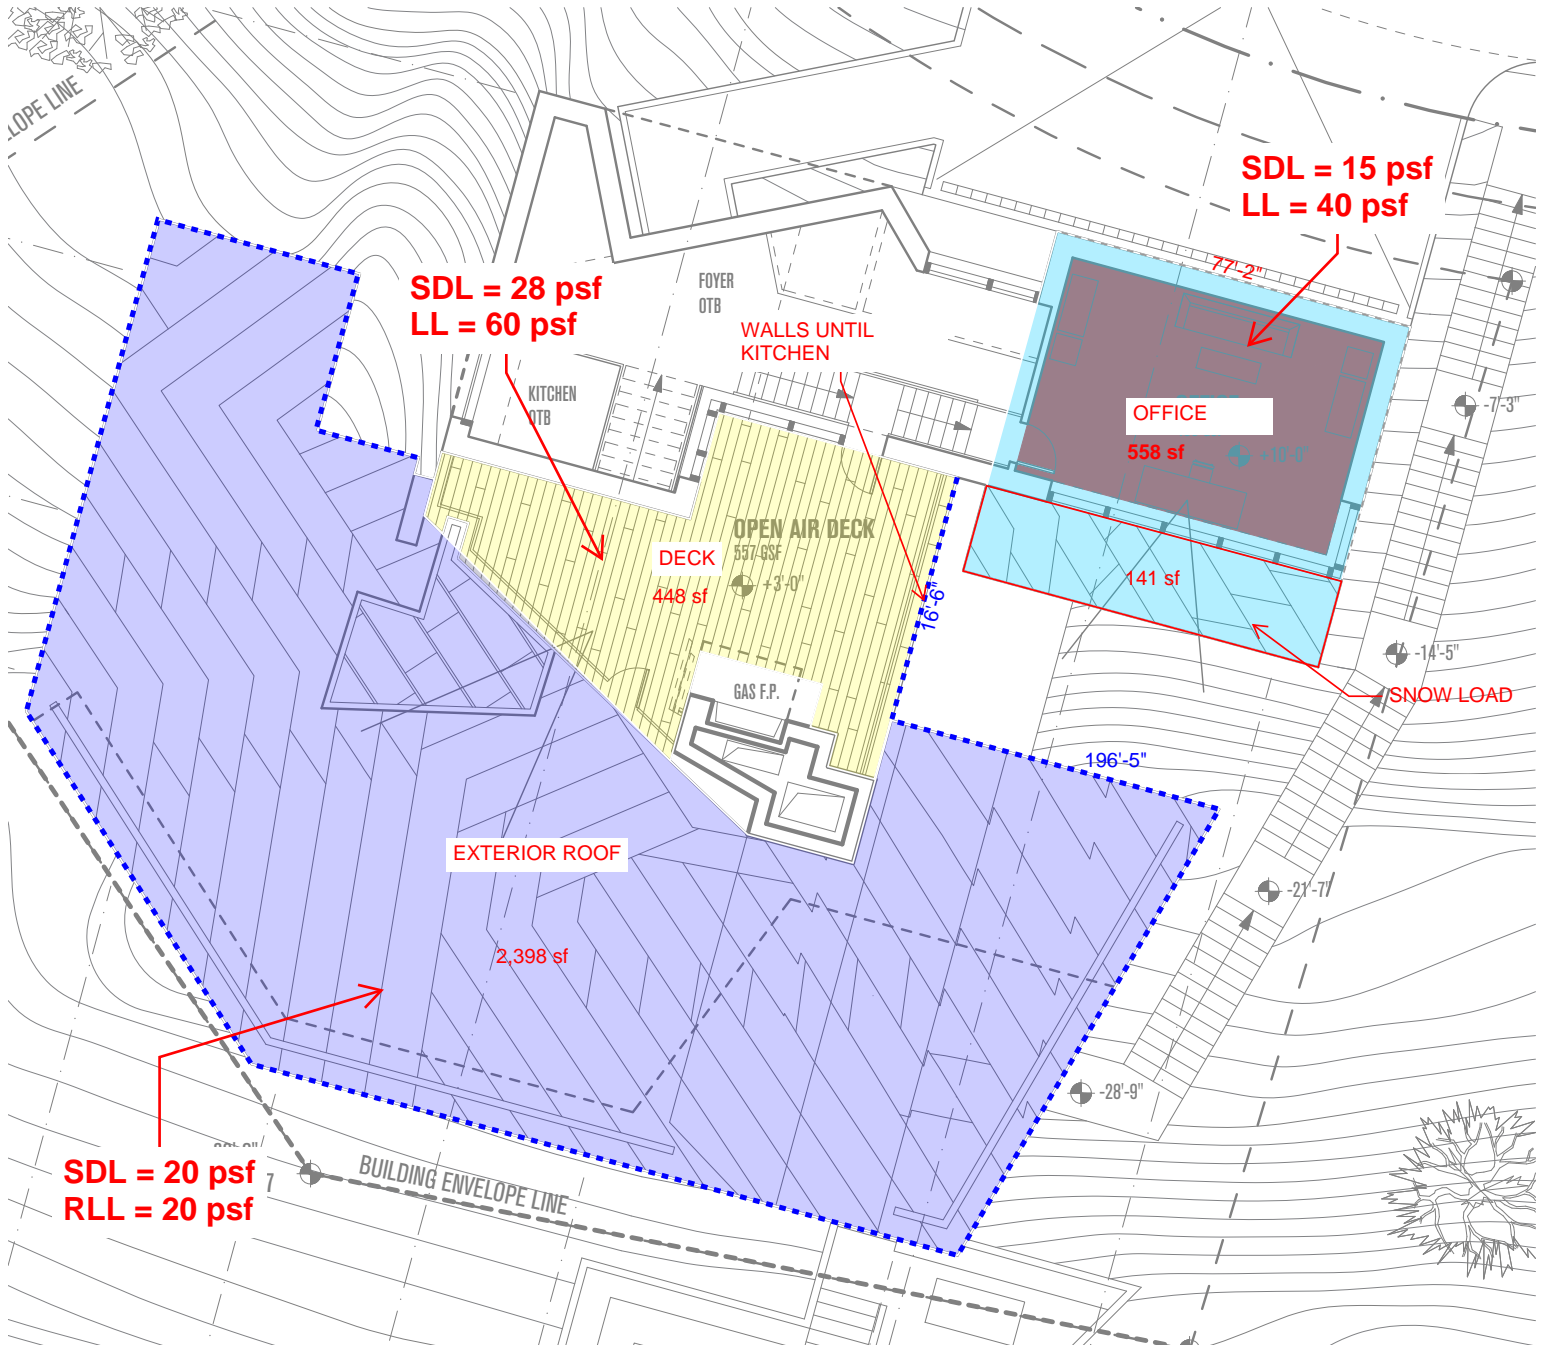 LOPE LINE
SDL = 15 psf
LL = 40 psf
77'-2"
SDL = 28 psf
LL = 60 psf
FOYER
OTB
WALLS UNTIL
KITCHEN
KITCHEN
OTB
OFFICE
558 sf
+10'-0"
-7'-3"
OPEN AIR DECK
557 GSF
DECK
448 sf
+3'-0"
16'-6"
141 sf
-14'-5"
SNOW LOAD
GAS F.P.
196'-5"
EXTERIOR ROOF
-21'-7"
2,398 sf
-28'-9"
SDL = 20 psf
RLL = 20 psf
7
BUILDING ENVELOPE LINE